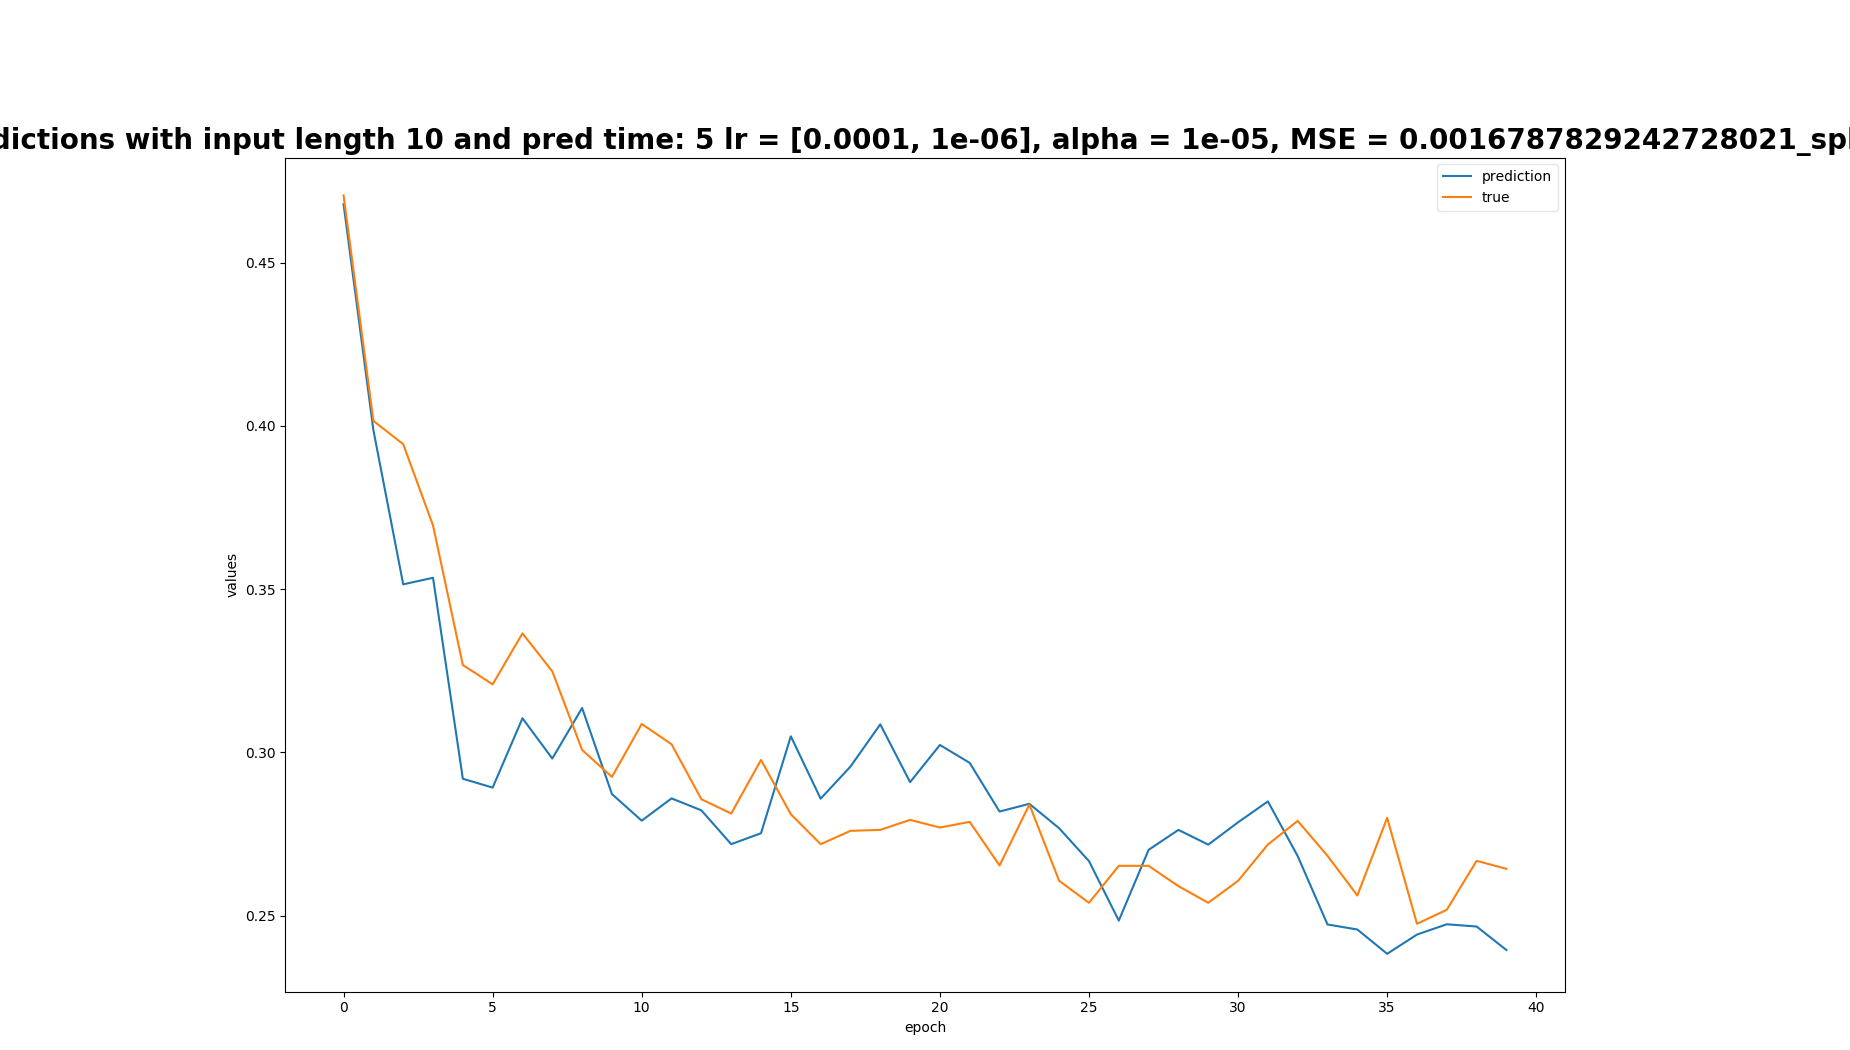 dictions with input length 10 and pred time: 5 lr = [0.0001, 1e-06], alpha = 1e-05, MSE = 0.0016787829242728021_spl
prediction
true
values
0.45
0.40
0.35
0.30
0.25
0
5
10
15
20
25
30
35
40
epoch